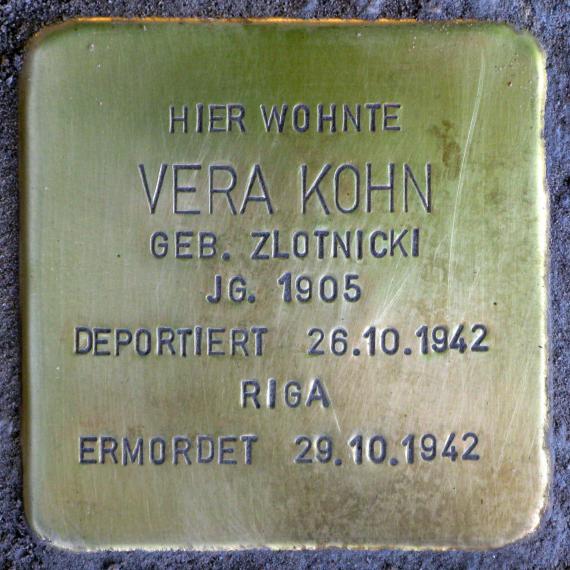 HIER WOHNTE
VERA KOHN
GEB. ZLOTNICKI
JG. 1905
DEPORTIERT 26.10.1942
RIGA
ERMORDET 29.10.1942